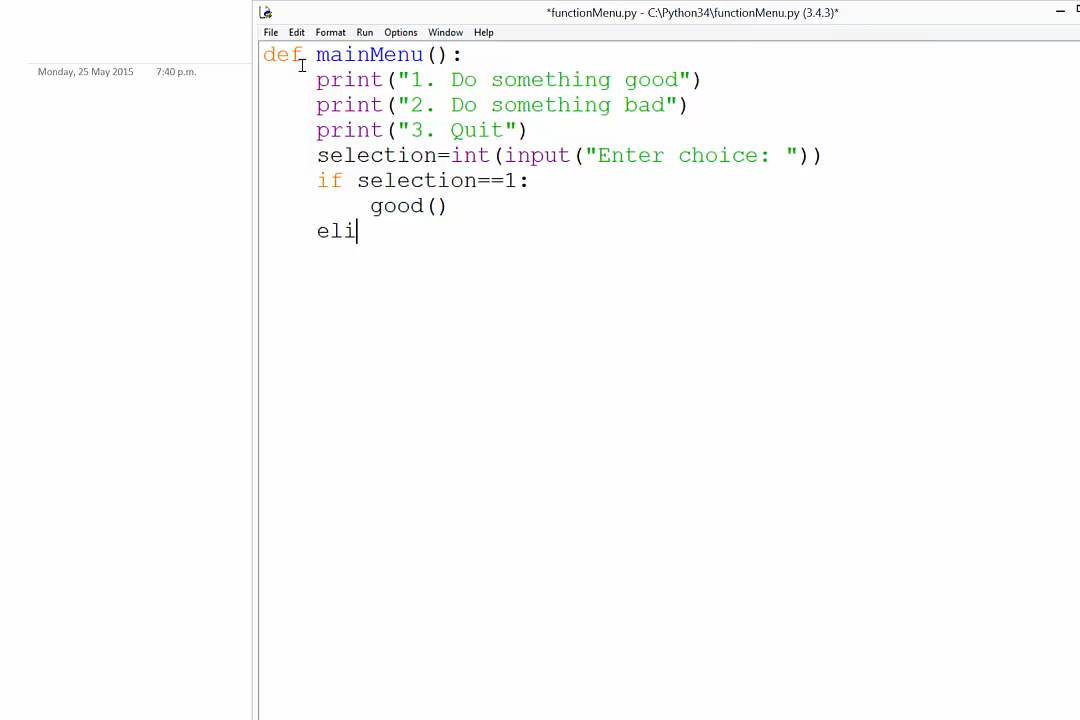 *functionMenu.py - C:\Python34\functionMenu.py (3.4.3)*
File Edit Format Run Options Window Help
Monday, 25 May 2015 7:40 p.m.
def mainMenu():
    print("1. Do something good")
    print("2. Do something bad")
    print("3. Quit")
    selection=int(input("Enter choice: "))
    if selection==1:
        good()
    eli